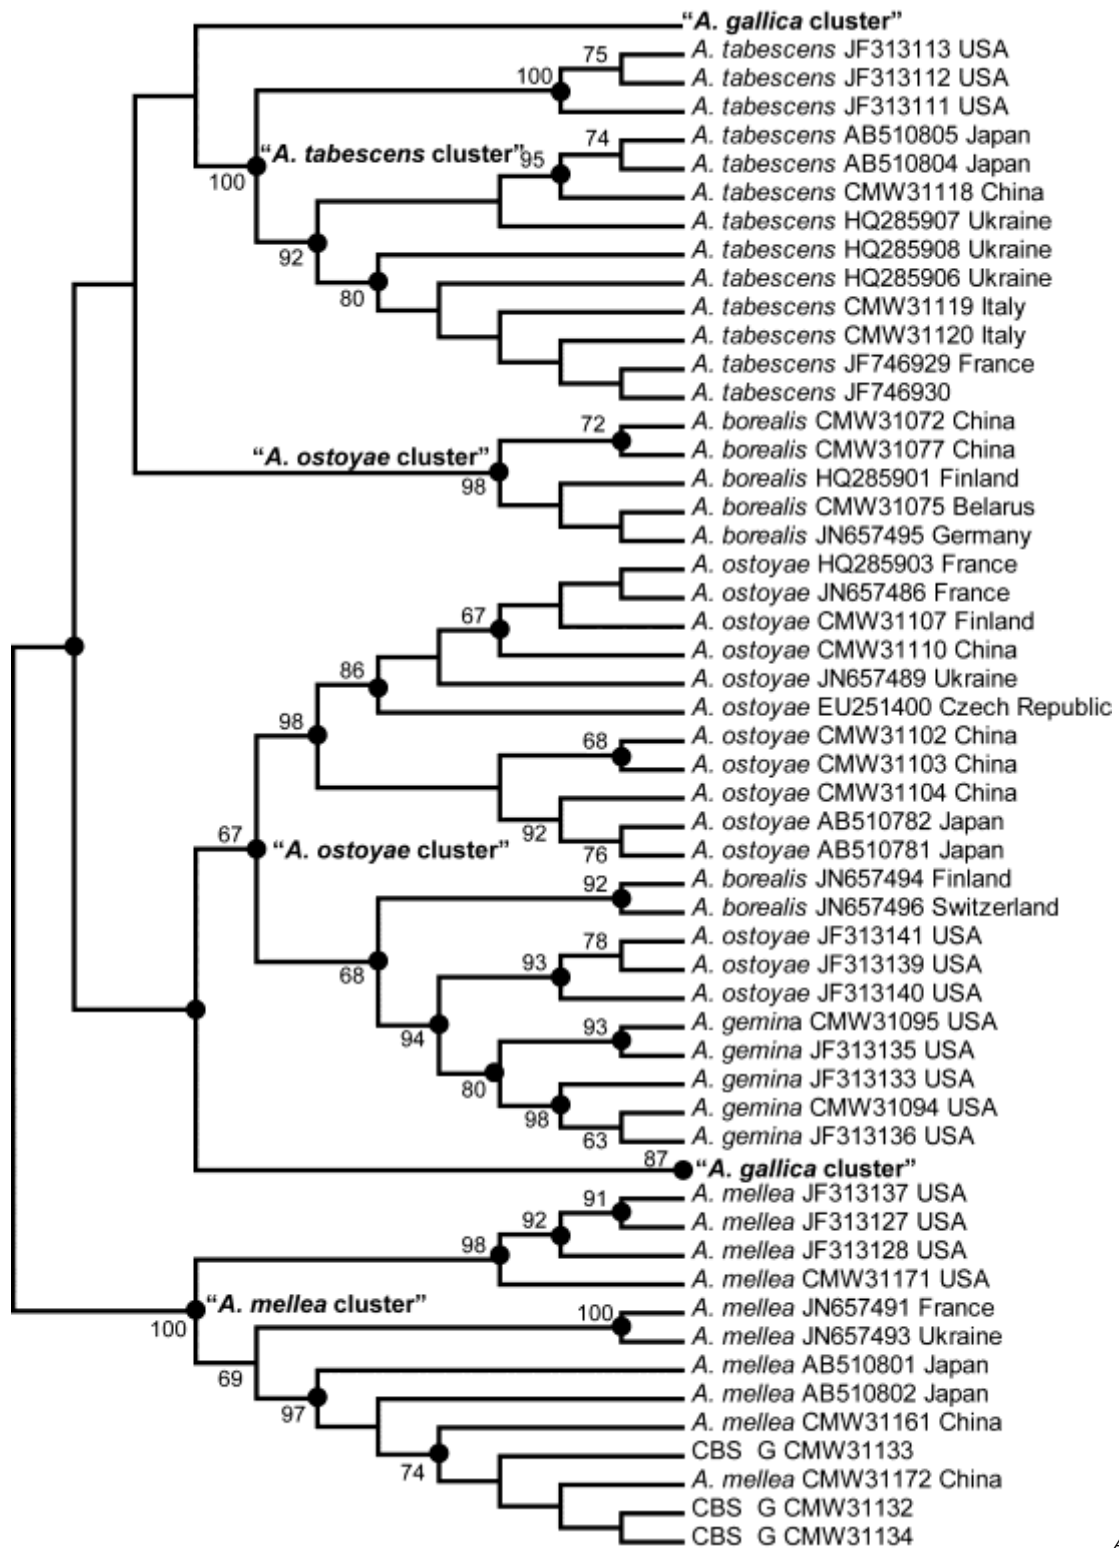 “A. gallica cluster”
A. tabescens JF313113 USA
75
A. tabescens JF313112 USA
100
A. tabescens JF313111 USA
A. tabescens AB510805 Japan
74
“A. tabescens cluster”
95
A. tabescens AB510804 Japan
100
A. tabescens CMW31118 China
A. tabescens HQ285907 Ukraine
92
A. tabescens HQ285908 Ukraine
A. tabescens HQ285906 Ukraine
80
A. tabescens CMW31119 Italy
A. tabescens CMW31120 Italy
A. tabescens JF746929 France
A. tabescens JF746930
A. borealis CMW31072 China
72
A. borealis CMW31077 China
“A. ostoyae cluster”
98
A. borealis HQ285901 Finland
A. borealis CMW31075 Belarus
A. borealis JN657495 Germany
A. ostoyae HQ285903 France
A. ostoyae JN657486 France
67
A. ostoyae CMW31107 Finland
A. ostoyae CMW31110 China
86
A. ostoyae JN657489 Ukraine
A. ostoyae EU251400 Czech Republic
98
A. ostoyae CMW31102 China
68
A. ostoyae CMW31103 China
A. ostoyae CMW31104 China
92
A. ostoyae AB510782 Japan
67
“A. ostoyae cluster”
76
A. ostoyae AB510781 Japan
A. borealis JN657494 Finland
92
A. borealis JN657496 Switzerland
A. ostoyae JF313141 USA
78
A. ostoyae JF313139 USA
93
68
A. ostoyae JF313140 USA
A. gemina CMW31095 USA
93
94
A. gemina JF313135 USA
A. gemina JF313133 USA
80
A. gemina CMW31094 USA
98
A. gemina JF313136 USA
63
87
“A. gallica cluster”
A. mellea JF313137 USA
91
A. mellea JF313127 USA
92
A. mellea JF313128 USA
98
A. mellea CMW31171 USA
“A. mellea cluster”
100
A. mellea JN657491 France
100
A. mellea JN657493 Ukraine
A. mellea AB510801 Japan
69
A. mellea AB510802 Japan
97
A. mellea CMW31161 China
CBS G CMW31133
74
A. mellea CMW31172 China
CBS G CMW31132
CBS G CMW31134